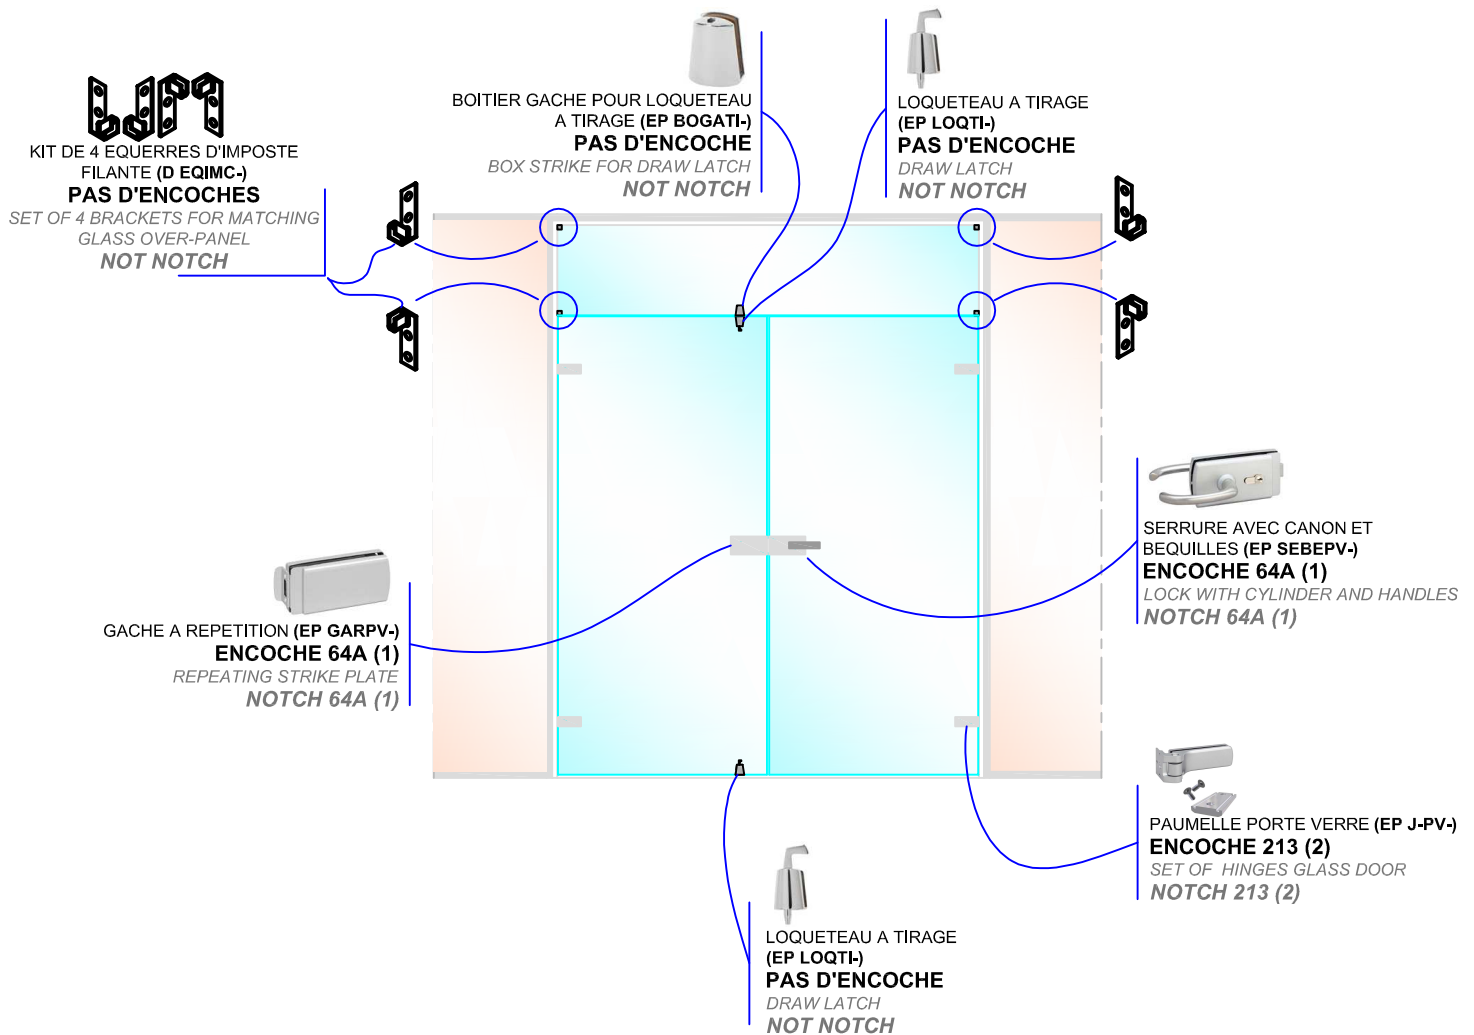 BOITIER GACHE POUR LOQUETEAU
A TIRAGE (EP BOGATI-)
PAS D'ENCOCHE
BOX STRIKE FOR DRAW LATCH
NOT NOTCH
LOQUETEAU A TIRAGE
(EP LOQTI-)
PAS D'ENCOCHE
DRAW LATCH
NOT NOTCH
KIT DE 4 EQUERRES D'IMPOSTE
FILANTE (D EQIMC-)
PAS D'ENCOCHES
SET OF 4 BRACKETS FOR MATCHING
GLASS OVER-PANEL
NOT NOTCH
SERRURE AVEC CANON ET
BEQUILLES (EP SEBEPV-)
ENCOCHE 64A (1)
LOCK WITH CYLINDER AND HANDLES
NOTCH 64A (1)
GACHE A REPETITION (EP GARPV-)
ENCOCHE 64A (1)
REPEATING STRIKE PLATE
NOTCH 64A (1)
PAUMELLE PORTE VERRE (EP J-PV-)
ENCOCHE 213 (2)
SET OF HINGES GLASS DOOR
NOTCH 213 (2)
LOQUETEAU A TIRAGE
(EP LOQTI-)
PAS D'ENCOCHE
DRAW LATCH
NOT NOTCH